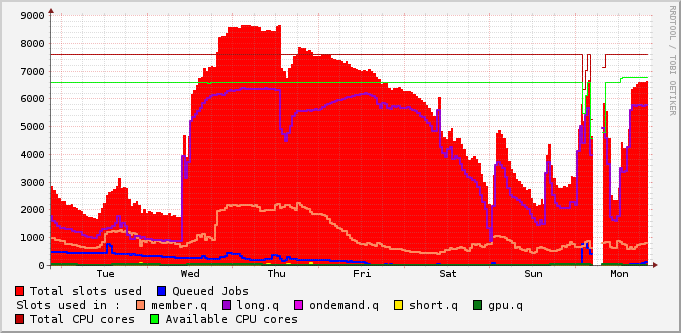 9000
8000
7000
6000
5000
4000
3000
2000
1000
0
Tue Wed Thu Fri Sat Sun Mon
RRDTOOL / TOBI OETIKER
Total slots used Queued Jobs
Slots used in : member.q long.q ondemand.q short.q gpu.q
Total CPU cores Available CPU cores